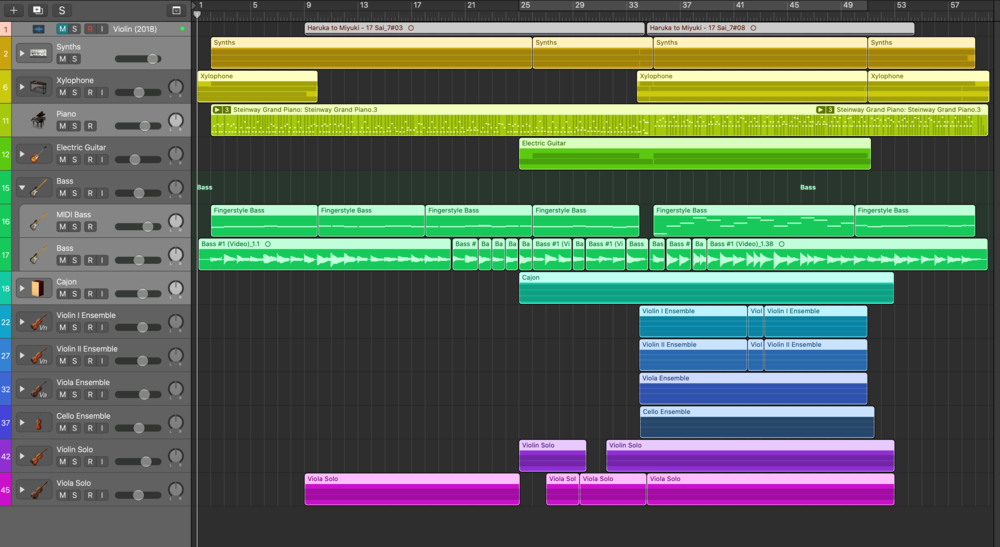 S
1 5 9 13 17 21 25 29 33 37 41 45 49 53 57
1 M S R I Violin (2018)
Haruka to Miyuki - 17 Sai_7#03 Haruka to Miyuki - 17 Sai_7#08
2 Synths
M S
Synths Synths Synths Synths
6 Xylophone
M S R I
Xylophone Xylophone Xylophone
11 Piano
M S R
3 Steinway Grand Piano: Steinway Grand Piano.3 3 Steinway Grand Piano: Steinway Grand Piano.3
12 Electric Guitar
M S R I
Electric Guitar
15 Bass
M S R I
Bass Bass
16 MIDI Bass
M S R I
Fingerstyle Bass Fingerstyle Bass Fingerstyle Bass Fingerstyle Bass Fingerstyle Bass Fingerstyle Bass
17 Bass
M S R I
Bass #1 (Video)_1.1 Bass # Ba Ba Ba Ba Bass #1 (Vi Ba Bass #1 (Vi Bass Bas Bass # Ba Bass #1 (Video)_1.38
18 Cajon
M S R I
Cajon
22 Violin I Ensemble
Vn M S R I
Violin I Ensemble Viol Violin I Ensemble
27 Violin II Ensemble
Vn M S R I
Violin II Ensemble Viol Violin II Ensemble
32 Viola Ensemble
Va M S R I
Viola Ensemble
37 Cello Ensemble
M S R I
Cello Ensemble
42 Violin Solo
M S R I
Violin Solo Violin Solo
45 Viola Solo
M S R I
Viola Solo Viola Sol Viola Solo Viola Solo